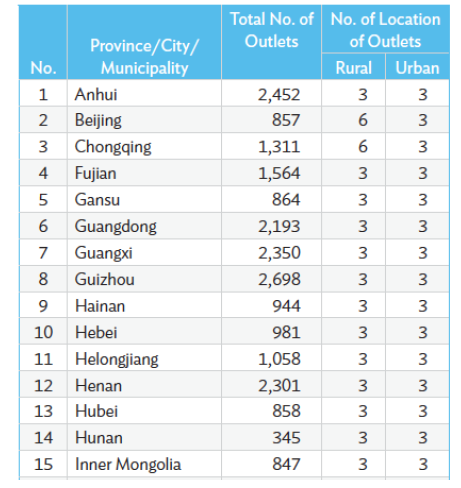 No. Province/City/Municipality Total No. of Outlets No. of Location of Outlets
Rural Urban
1 Anhui 2,452 3 3
2 Beijing 857 6 3
3 Chongqing 1,311 6 3
4 Fujian 1,564 3 3
5 Gansu 864 3 3
6 Guangdong 2,193 3 3
7 Guangxi 2,350 3 3
8 Guizhou 2,698 3 3
9 Hainan 944 3 3
10 Hebei 981 3 3
11 Helongjiang 1,058 3 3
12 Henan 2,301 3 3
13 Hubei 858 3 3
14 Hunan 345 3 3
15 Inner Mongolia 847 3 3